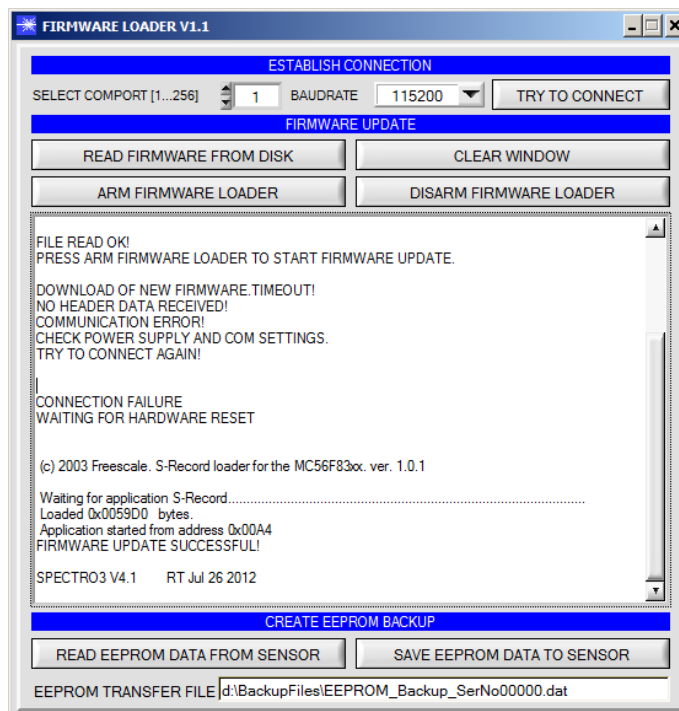 FIRMWARE LOADER V1.1
ESTABLISH CONNECTION
SELECT COMPORT [1...256] 1 BAUDRATE 115200 TRY TO CONNECT
FIRMWARE UPDATE
READ FIRMWARE FROM DISK CLEAR WINDOW
ARM FIRMWARE LOADER DISARM FIRMWARE LOADER
FILE READ OK!
PRESS ARM FIRMWARE LOADER TO START FIRMWARE UPDATE.
DOWNLOAD OF NEW FIRMWARE.TIMEOUT!
NO HEADER DATA RECEIVED!
COMMUNICATION ERROR!
CHECK POWER SUPPLY AND COM SETTINGS.
TRY TO CONNECT AGAIN!
CONNECTION FAILURE
WAITING FOR HARDWARE RESET
(c) 2003 Freescale. S-Record loader for the MC56F83xx. ver. 1.0.1
Waiting for application S-Record.....................................................................................
Loaded 0x0059D0 bytes.
Application started from address 0x00A4
FIRMWARE UPDATE SUCCESSFUL!
SPECTRO3 V4.1 RT Jul 26 2012
CREATE EEPROM BACKUP
READ EEPROM DATA FROM SENSOR SAVE EEPROM DATA TO SENSOR
EEPROM TRANSFER FILE d:\BackupFiles\EEPROM_Backup_SerNo00000.dat